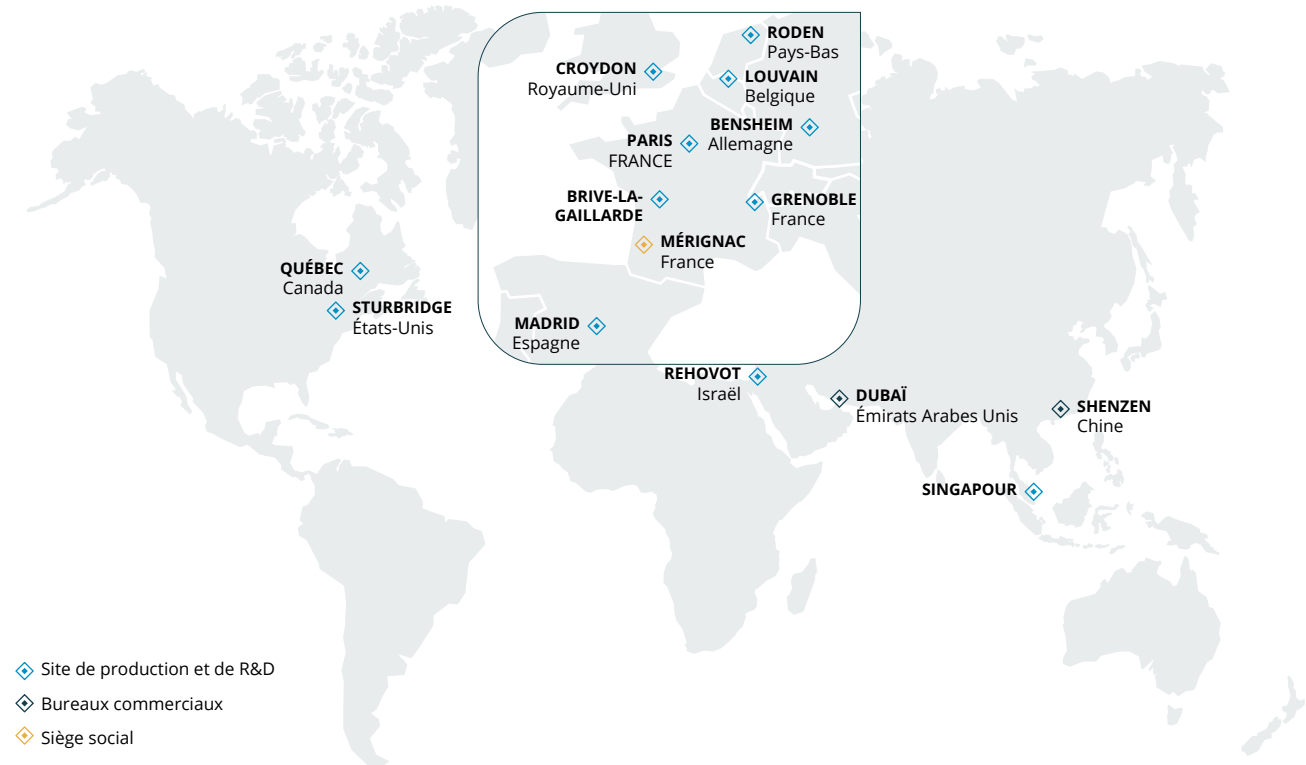 RODEN
Pays-Bas
CROYDON
Royaume-Uni
LOUVAIN
Belgique
BENSHEIM
Allemagne
PARIS
FRANCE
BRIVE-LA-
GAILLARDE
GRENOBLE
France
MÉRIGNAC
France
QUÉBEC
Canada
STURBRIDGE
États-Unis
MADRID
Espagne
REHOVOT
Israël
DUBAÏ
Émirats Arabes Unis
SHENZEN
Chine
SINGAPOUR
Site de production et de R&D
Bureaux commerciaux
Siège social